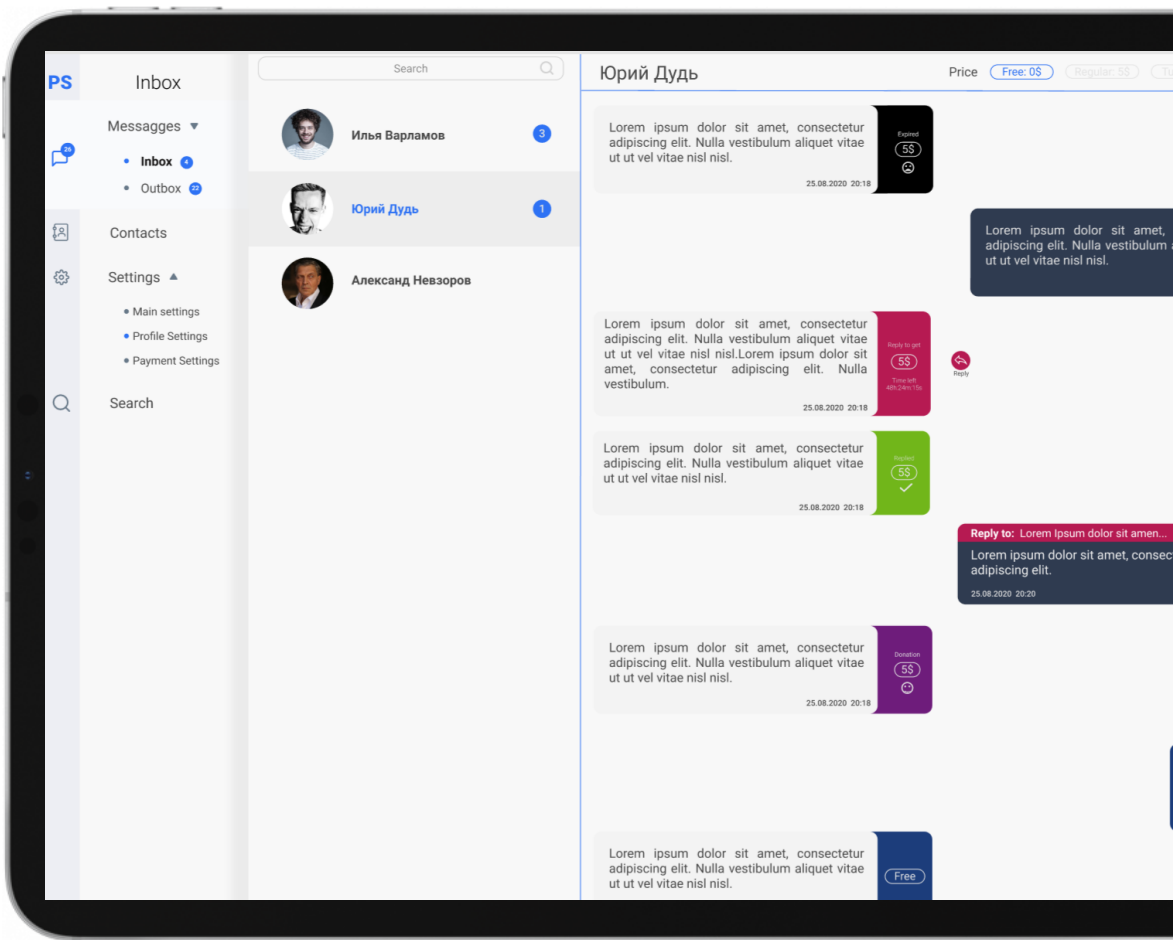 PS
Inbox
Messagges
26
Inbox 4
Outbox 22
Contacts
Settings
Main settings
Profile Settings
Payment Settings
Search
Search
Илья Варламов 3
Юрий Дудь 1
Александ Невзоров
Юрий Дудь
Price Free: 0$ Regular: 5$
Lorem ipsum dolor sit amet, consectetur
adipiscing elit. Nulla vestibulum aliquet vitae
ut ut vel vitae nisl nisl.
25.08.2020 20:18
Expired
5$
Lorem ipsum dolor sit amet,
adipiscing elit. Nulla vestibulum
ut ut vel vitae nisl nisl.
Lorem ipsum dolor sit amet, consectetur
adipiscing elit. Nulla vestibulum aliquet vitae
ut ut vel vitae nisl nisl.Lorem ipsum dolor sit
amet, consectetur adipiscing elit. Nulla
vestibulum.
25.08.2020 20:18
Reply to get
5$
Time left
48h:24m:15s
Reply
Lorem ipsum dolor sit amet, consectetur
adipiscing elit. Nulla vestibulum aliquet vitae
ut ut vel vitae nisl nisl.
25.08.2020 20:18
Replied
5$
Reply to: Lorem Ipsum dolor sit amen...
Lorem ipsum dolor sit amet, consec
adipiscing elit.
25.08.2020 20:20
Lorem ipsum dolor sit amet, consectetur
adipiscing elit. Nulla vestibulum aliquet vitae
ut ut vel vitae nisl nisl.
25.08.2020 20:18
Donation
5$
Lorem ipsum dolor sit amet, consectetur
adipiscing elit. Nulla vestibulum aliquet vitae
ut ut vel vitae nisl nisl.
Free